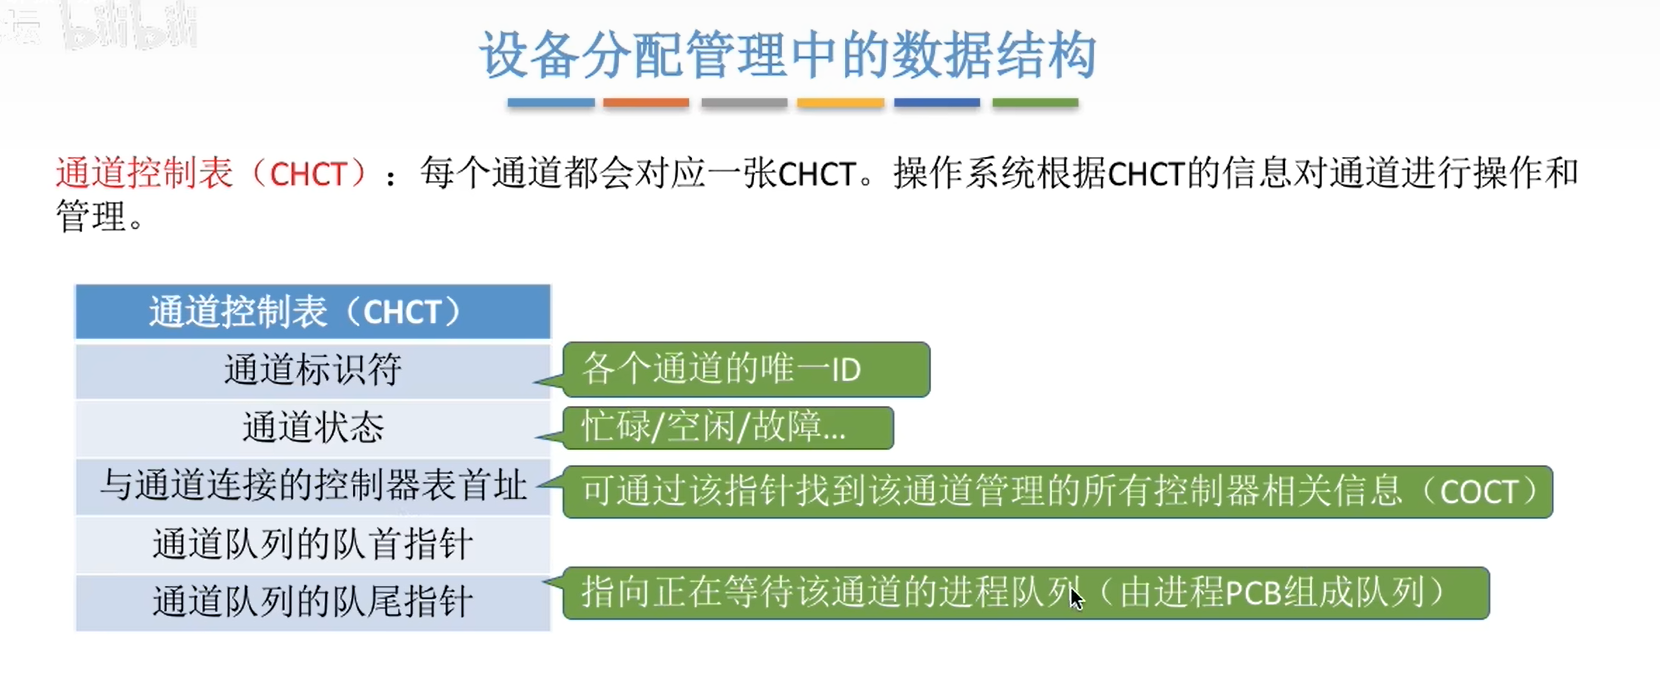 坛 bilibili
设备分配管理中的数据结构
通道控制表（CHCT）：每个通道都会对应一张CHCT。操作系统根据CHCT的信息对通道进行操作和
管理。
通道控制表（CHCT）
通道标识符
各个通道的唯一ID
通道状态
忙碌/空闲/故障...
与通道连接的控制器表首址
可通过该指针找到该通道管理的所有控制器相关信息（COCT）
通道队列的队首指针
通道队列的队尾指针
指向正在等待该通道的进程队列（由进程PCB组成队列）